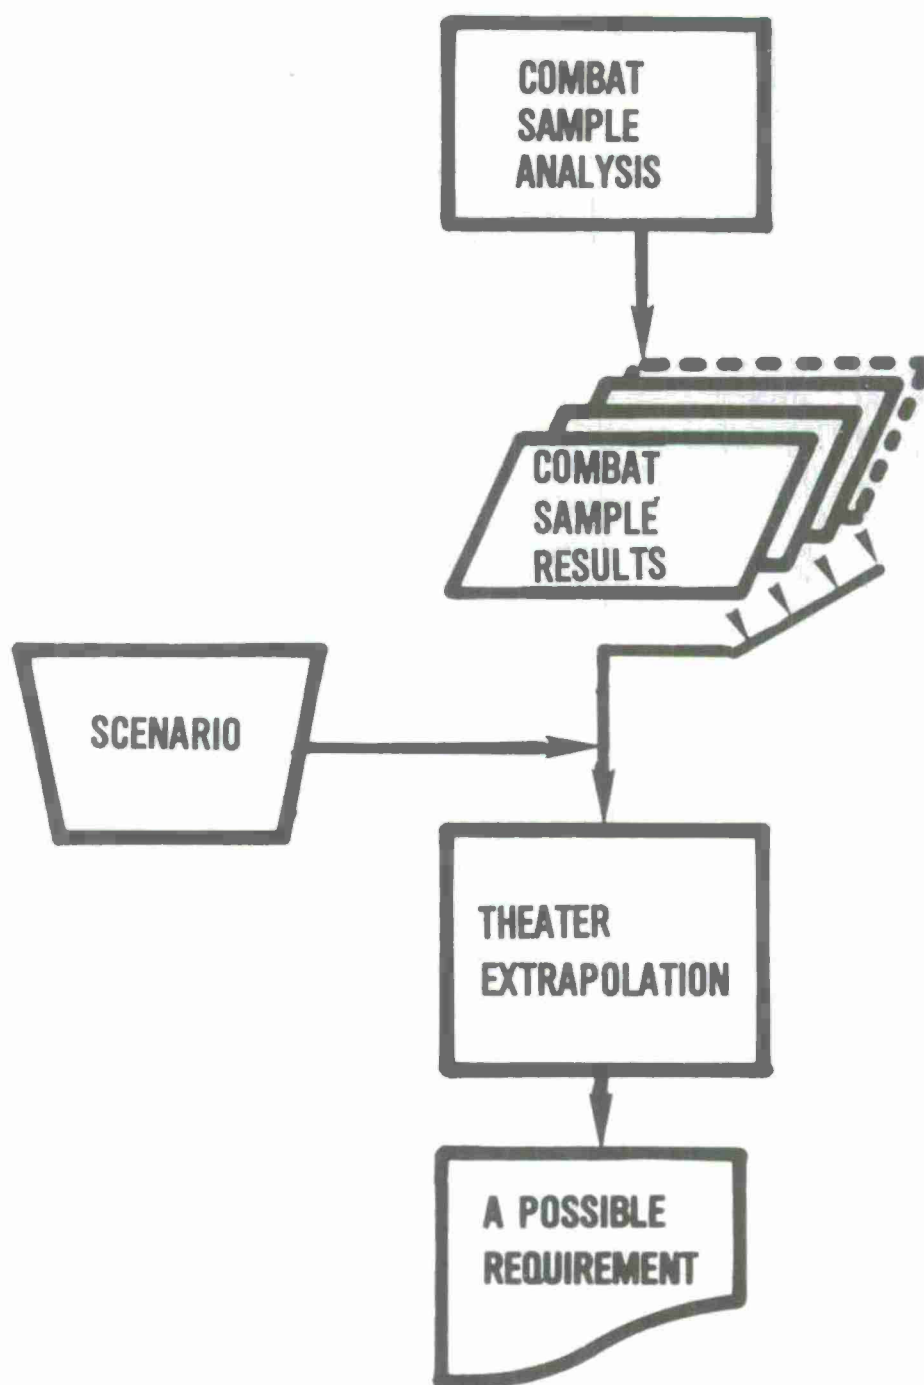 COMBAT
SAMPLE
ANALYSIS
COMBAT
SAMPLE
RESULTS
SCENARIO
THEATER
EXTRAPOLATION
A POSSIBLE
REQUIREMENT